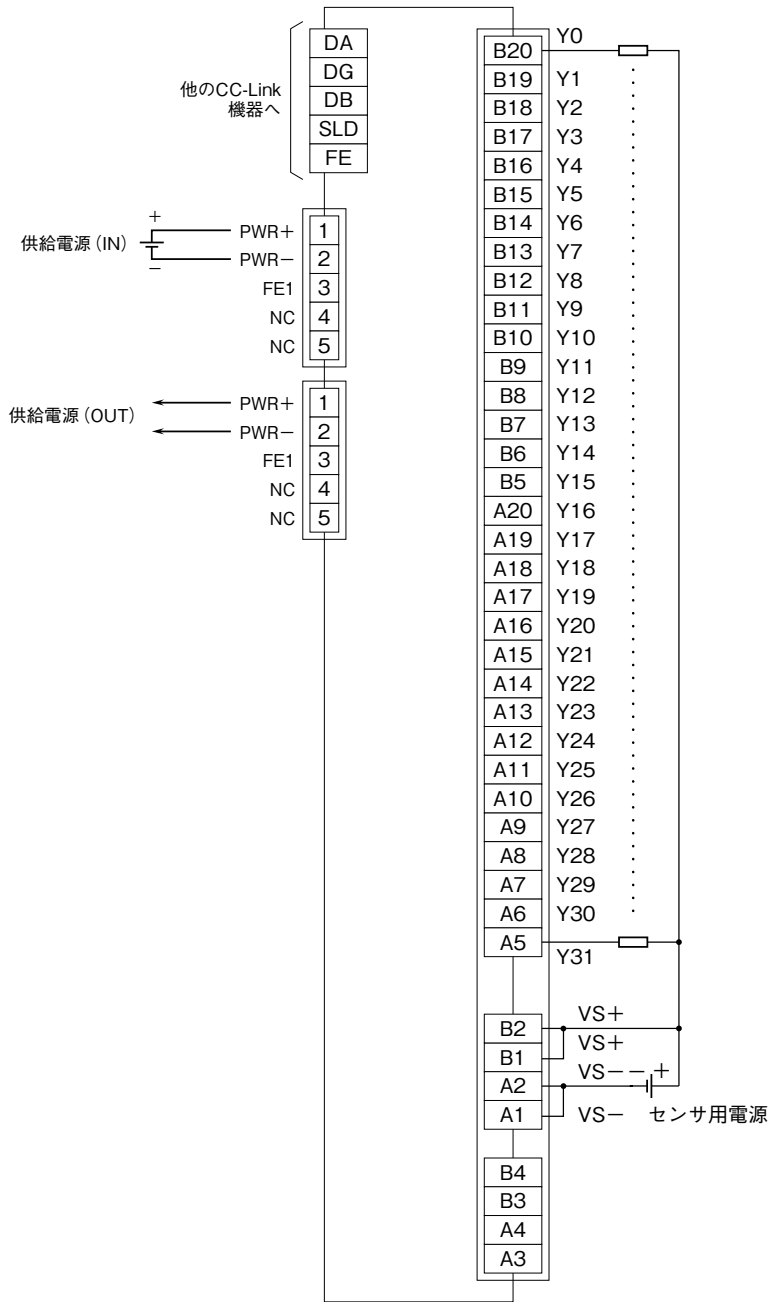 他のCC-Link
機器へ
DA
DG
DB
SLD
FE
供給電源(IN)
+
−
PWR+ 1
PWR− 2
FE1 3
NC 4
NC 5
供給電源(OUT)
PWR+ 1
PWR− 2
FE1 3
NC 4
NC 5
B20 Y0
B19 Y1
B18 Y2
B17 Y3
B16 Y4
B15 Y5
B14 Y6
B13 Y7
B12 Y8
B11 Y9
B10 Y10
B9 Y11
B8 Y12
B7 Y13
B6 Y14
B5 Y15
A20 Y16
A19 Y17
A18 Y18
A17 Y19
A16 Y20
A15 Y21
A14 Y22
A13 Y23
A12 Y24
A11 Y25
A10 Y26
A9 Y27
A8 Y28
A7 Y29
A6 Y30
A5 Y31
B2 VS+
B1 VS+
A2 VS− − +
A1 VS− センサ用電源
B4
B3
A4
A3